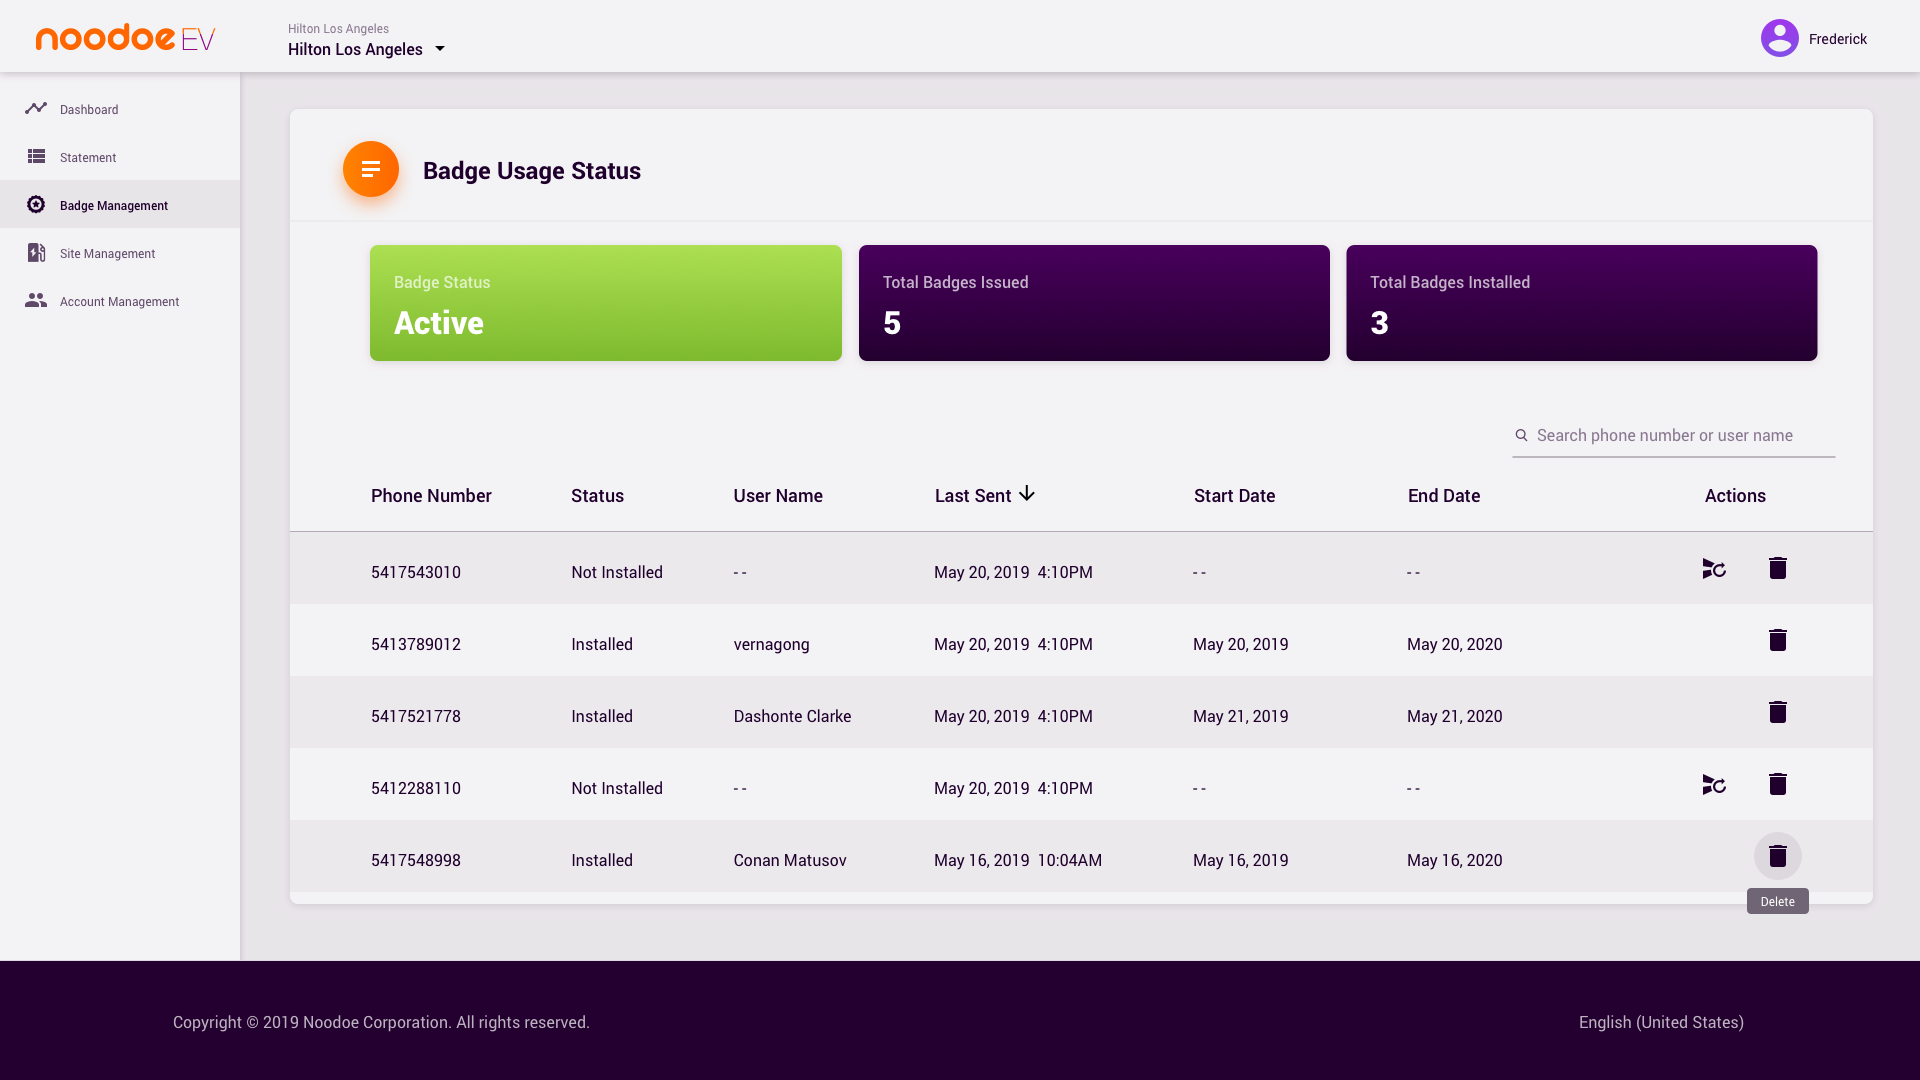 noodoe EV
Hilton Los Angeles
Hilton Los Angeles
Frederick
Dashboard
Statement
Badge Management
Site Management
Account Management
Badge Usage Status
Badge Status
Active
Total Badges Issued
5
Total Badges Installed
3
Search phone number or user name
Phone Number Status User Name Last Sent Start Date End Date Actions
5417543010 Not Installed -- May 20, 2019 4:10PM -- --
5413789012 Installed vernagong May 20, 2019 4:10PM May 20, 2019 May 20, 2020
5417521778 Installed Dashonte Clarke May 20, 2019 4:10PM May 21, 2019 May 21, 2020
5412288110 Not Installed -- May 20, 2019 4:10PM -- --
5417548998 Installed Conan Matusov May 16, 2019 10:04AM May 16, 2019 May 16, 2020
Delete
Copyright © 2019 Noodoe Corporation. All rights reserved.
English (United States)